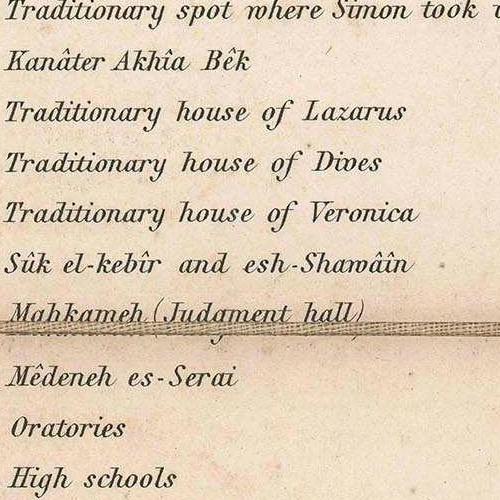 Traditionary spot where Simon took
Kanâter Akhîa Bêk
Traditionary house of Lazarus
Traditionary house of Dives
Traditionary house of Veronica
Sûk el-kebîr and esh-Shawâîn
Mahkameh (Judgment hall)
Mêdeneh es-Serai
Oratories
High schools